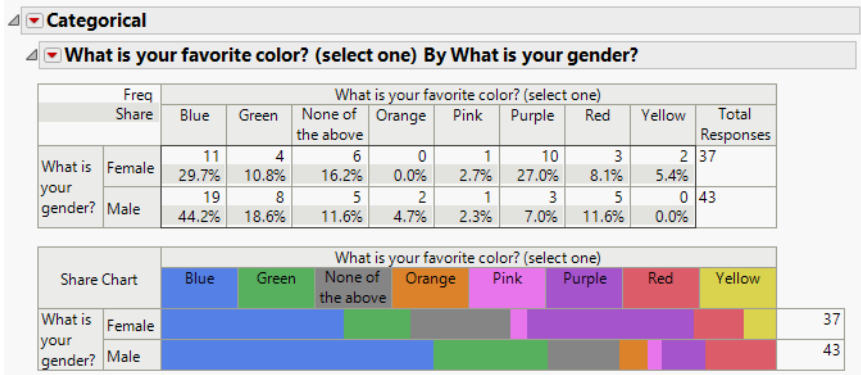 Categorical
What is your favorite color? (select one) By What is your gender?
Freq What is your favorite color? (select one)
Share Blue Green None of the above Orange Pink Purple Red Yellow Total Responses
What is your gender? Female 11 4 6 0 1 10 3 2 37
29.7% 10.8% 16.2% 0.0% 2.7% 27.0% 8.1% 5.4%
Male 19 8 5 2 1 3 5 0 43
44.2% 18.6% 11.6% 4.7% 2.3% 7.0% 11.6% 0.0%
What is your favorite color? (select one)
Share Chart Blue Green None of the above Orange Pink Purple Red Yellow
What is your gender? Female 37
Male 43